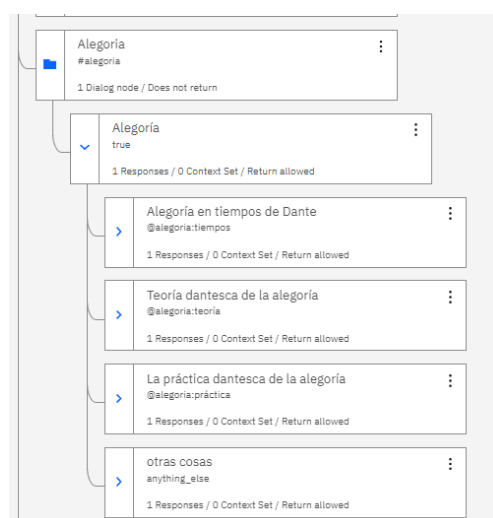 Alegoria
#alegoria
1 Dialog node / Does not return
Alegoría
true
1 Responses / 0 Context Set / Return allowed
Alegoría en tiempos de Dante
@alegoria:tiempos
1 Responses / 0 Context Set / Return allowed
Teoría dantesca de la alegoría
@alegoria:teoría
1 Responses / 0 Context Set / Return allowed
La práctica dantesca de la alegoría
@alegoria:práctica
1 Responses / 0 Context Set / Return allowed
otras cosas
anything_else
1 Responses / 0 Context Set / Return allowed